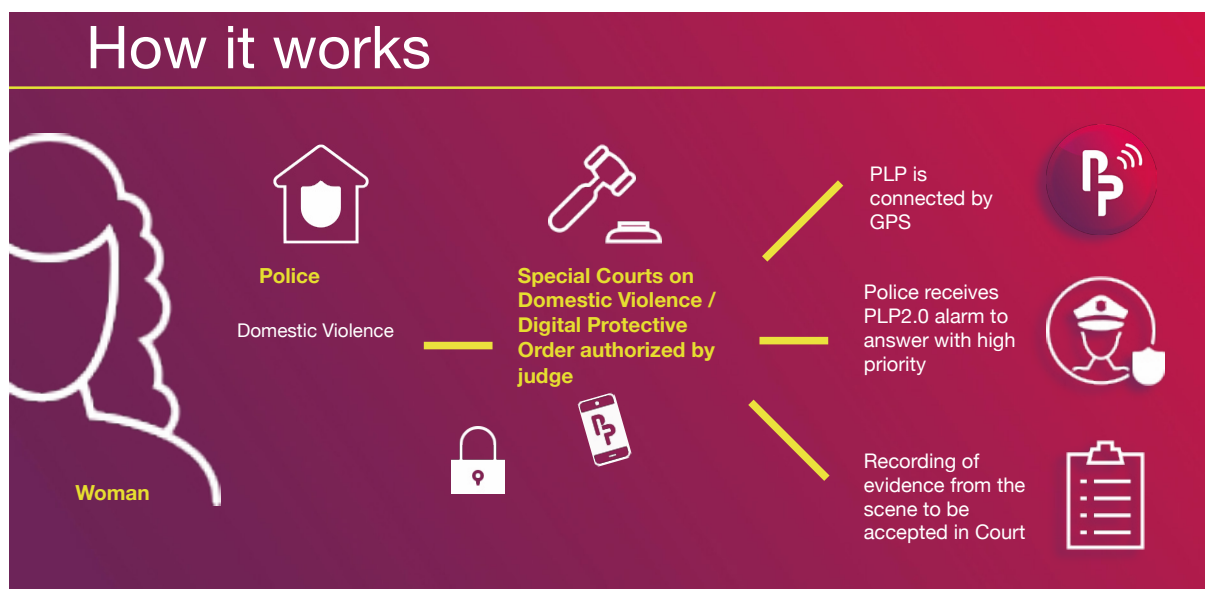 How it works
Woman
Police
Domestic Violence
Special Courts on
Domestic Violence /
Digital Protective
Order authorized by
judge
PLP is
connected by
GPS
Police receives
PLP2.0 alarm to
answer with high
priority
Recording of
evidence from the
scene to be
accepted in Court